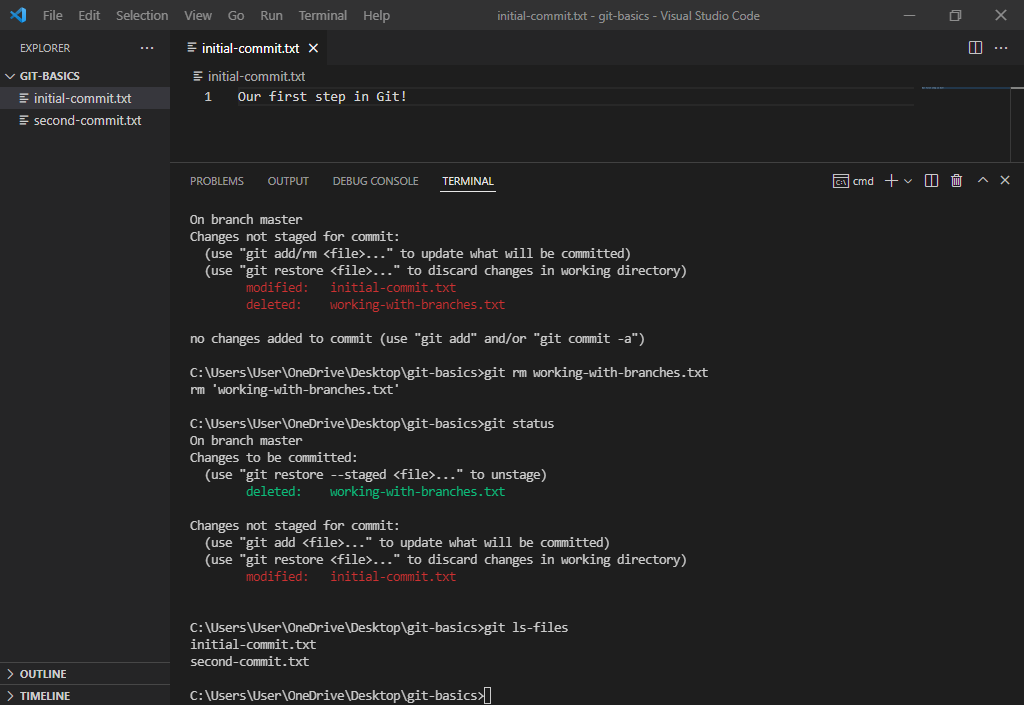 File Edit Selection View Go Run Terminal Help initial-commit.txt - git-basics - Visual Studio Code
EXPLORER
GIT-BASICS
initial-commit.txt
second-commit.txt
OUTLINE
TIMELINE
initial-commit.txt
initial-commit.txt
1 Our first step in Git!
PROBLEMS OUTPUT DEBUG CONSOLE TERMINAL cmd
On branch master
Changes not staged for commit:
(use "git add/rm <file>..." to update what will be committed)
(use "git restore <file>..." to discard changes in working directory)
modified: initial-commit.txt
deleted: working-with-branches.txt
no changes added to commit (use "git add" and/or "git commit -a")
C:\Users\User\OneDrive\Desktop\git-basics>git rm working-with-branches.txt
rm 'working-with-branches.txt'
C:\Users\User\OneDrive\Desktop\git-basics>git status
On branch master
Changes to be committed:
(use "git restore --staged <file>..." to unstage)
deleted: working-with-branches.txt
Changes not staged for commit:
(use "git add <file>..." to update what will be committed)
(use "git restore <file>..." to discard changes in working directory)
modified: initial-commit.txt
C:\Users\User\OneDrive\Desktop\git-basics>git ls-files
initial-commit.txt
second-commit.txt
C:\Users\User\OneDrive\Desktop\git-basics>